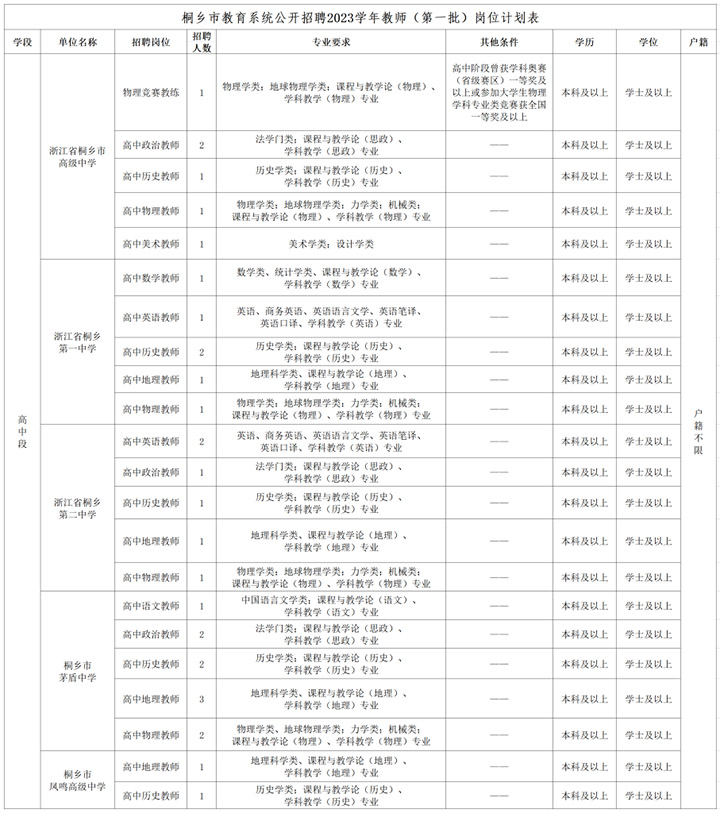 桐乡市教育系统公开招聘2023学年教师（第一批）岗位计划表
学段 单位名称 招聘岗位 招聘人数 专业要求 其他条件 学历 学位 户籍
高中段
户籍不限
浙江省桐乡市
高级中学
物理竞赛教练 1 物理学类；地球物理学类；课程与教学论（物理）、
学科教学（物理）专业
高中阶段曾获学科奥赛
（省级赛区）一等奖及
以上或参加大学生物理
学科专业类竞赛获全国
一等奖及以上
本科及以上 学士及以上
高中政治教师 2 法学门类；课程与教学论（思政）、
学科教学（思政）专业 —— 本科及以上 学士及以上
高中历史教师 1 历史学类；课程与教学论（历史）、
学科教学（历史）专业 —— 本科及以上 学士及以上
高中物理教师 1 物理学类；地球物理学类；力学类；机械类；
课程与教学论（物理）、学科教学（物理）专业 —— 本科及以上 学士及以上
高中美术教师 1 美术学类；设计学类 —— 本科及以上 学士及以上
浙江省桐乡
第一中学
高中数学教师 1 数学类、统计学类、课程与教学论（数学）、
学科教学（数学）专业 —— 本科及以上 学士及以上
高中英语教师 1 英语、商务英语、英语语言文学、英语笔译、
英语口译、学科教学（英语）专业 —— 本科及以上 学士及以上
高中历史教师 2 历史学类；课程与教学论（历史）、
学科教学（历史）专业 —— 本科及以上 学士及以上
高中地理教师 1 地理科学类、课程与教学论（地理）、
学科教学（地理）专业 —— 本科及以上 学士及以上
高中物理教师 1 物理学类；地球物理学类；力学类；机械类；
课程与教学论（物理）、学科教学（物理）专业 —— 本科及以上 学士及以上
浙江省桐乡
第二中学
高中英语教师 2 英语、商务英语、英语语言文学、英语笔译、
英语口译、学科教学（英语）专业 —— 本科及以上 学士及以上
高中政治教师 1 法学门类；课程与教学论（思政）、
学科教学（思政）专业 —— 本科及以上 学士及以上
高中历史教师 1 历史学类；课程与教学论（历史）、
学科教学（历史）专业 —— 本科及以上 学士及以上
高中地理教师 1 地理科学类、课程与教学论（地理）、
学科教学（地理）专业 —— 本科及以上 学士及以上
高中物理教师 1 物理学类；地球物理学类；力学类；机械类；
课程与教学论（物理）、学科教学（物理）专业 —— 本科及以上 学士及以上
桐乡市
茅盾中学
高中语文教师 1 中国语言文学类；课程与教学论（语文）、
学科教学（语文）专业 —— 本科及以上 学士及以上
高中政治教师 2 法学门类；课程与教学论（思政）、
学科教学（思政）专业 —— 本科及以上 学士及以上
高中历史教师 2 历史学类；课程与教学论（历史）、
学科教学（历史）专业 —— 本科及以上 学士及以上
高中地理教师 3 地理科学类、课程与教学论（地理）、
学科教学（地理）专业 —— 本科及以上 学士及以上
高中物理教师 2 物理学类、地球物理学类；力学类；机械类；
课程与教学论（物理）、学科教学（物理）专业 —— 本科及以上 学士及以上
桐乡市
凤鸣高级中学
高中地理教师 1 地理科学类、课程与教学论（地理）、
学科教学（地理）专业 —— 本科及以上 学士及以上
高中历史教师 1 历史学类；课程与教学论（历史）、
学科教学（历史）专业 —— 本科及以上 学士及以上